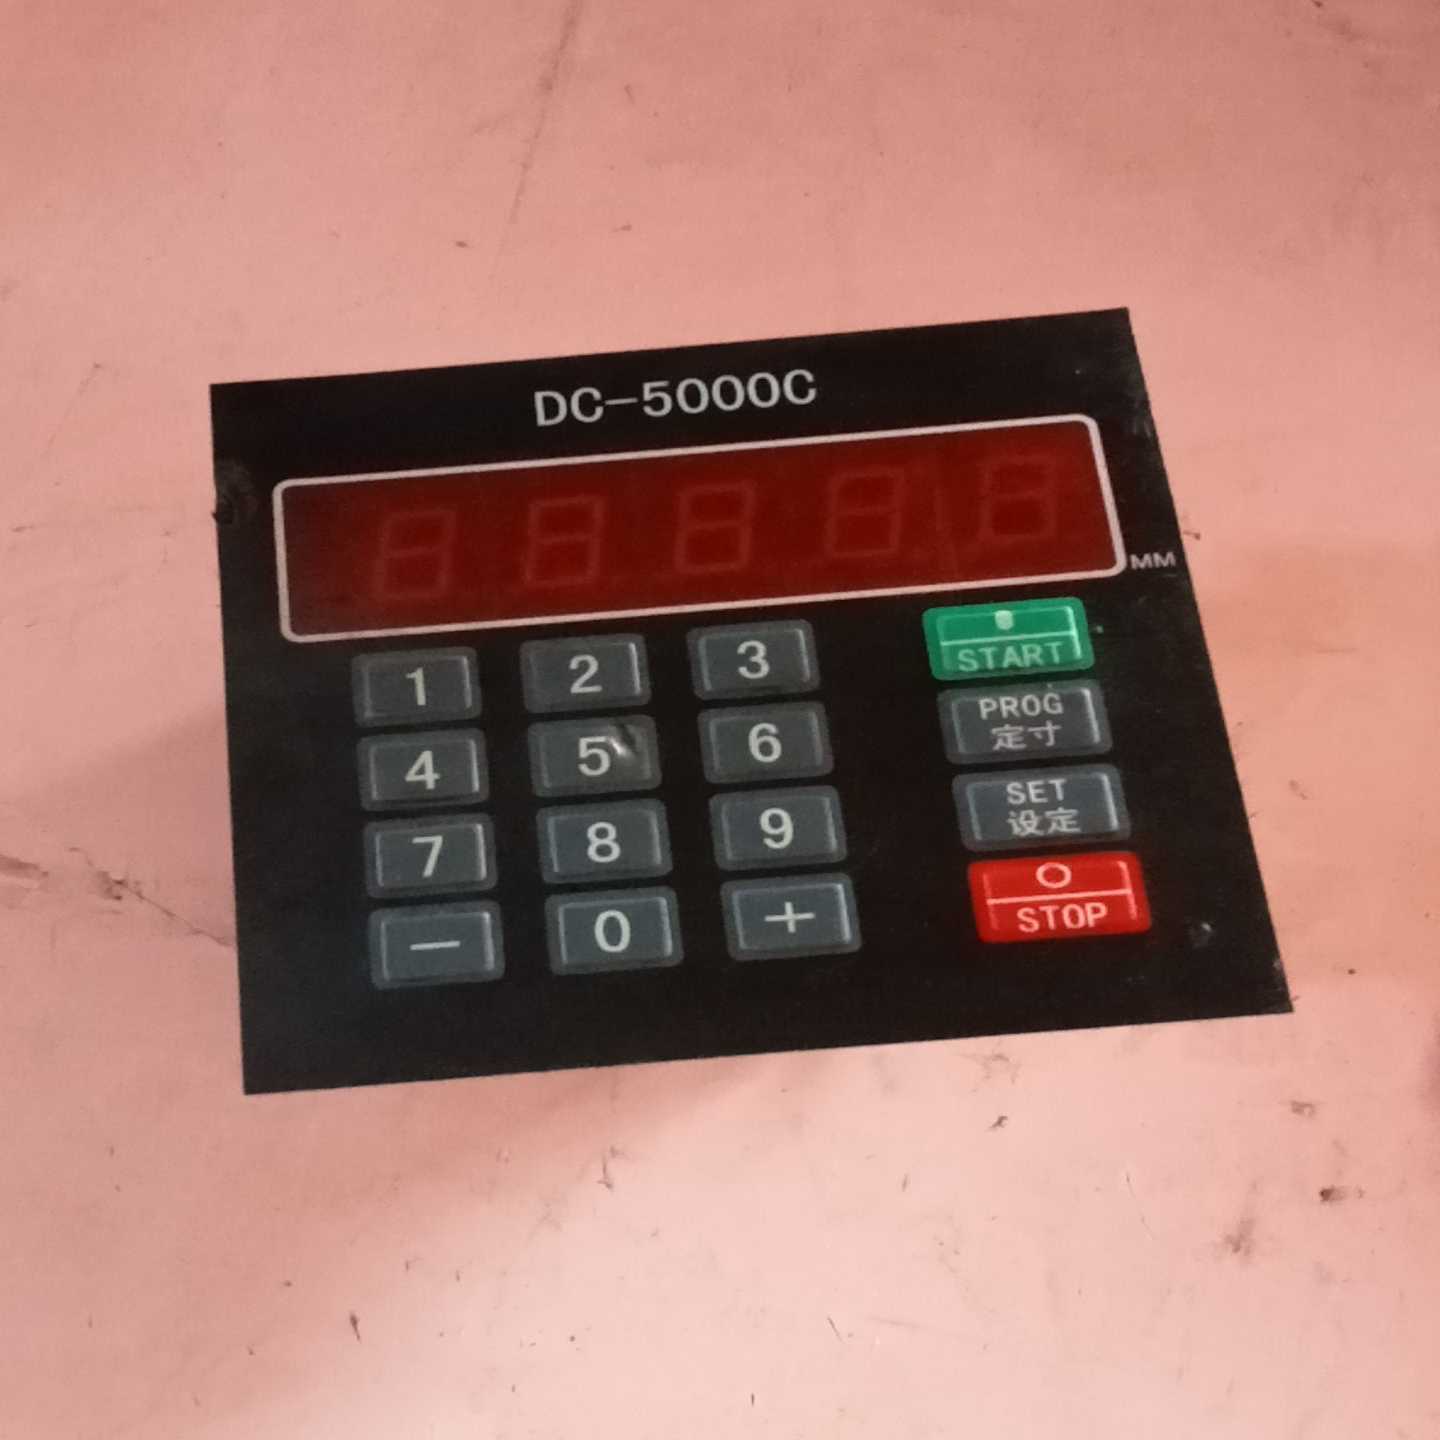 DC-5000C
MM
1 2 3 START
4 5 6 PROG
定寸
7 8 9 SET
设定
- 0 + STOP